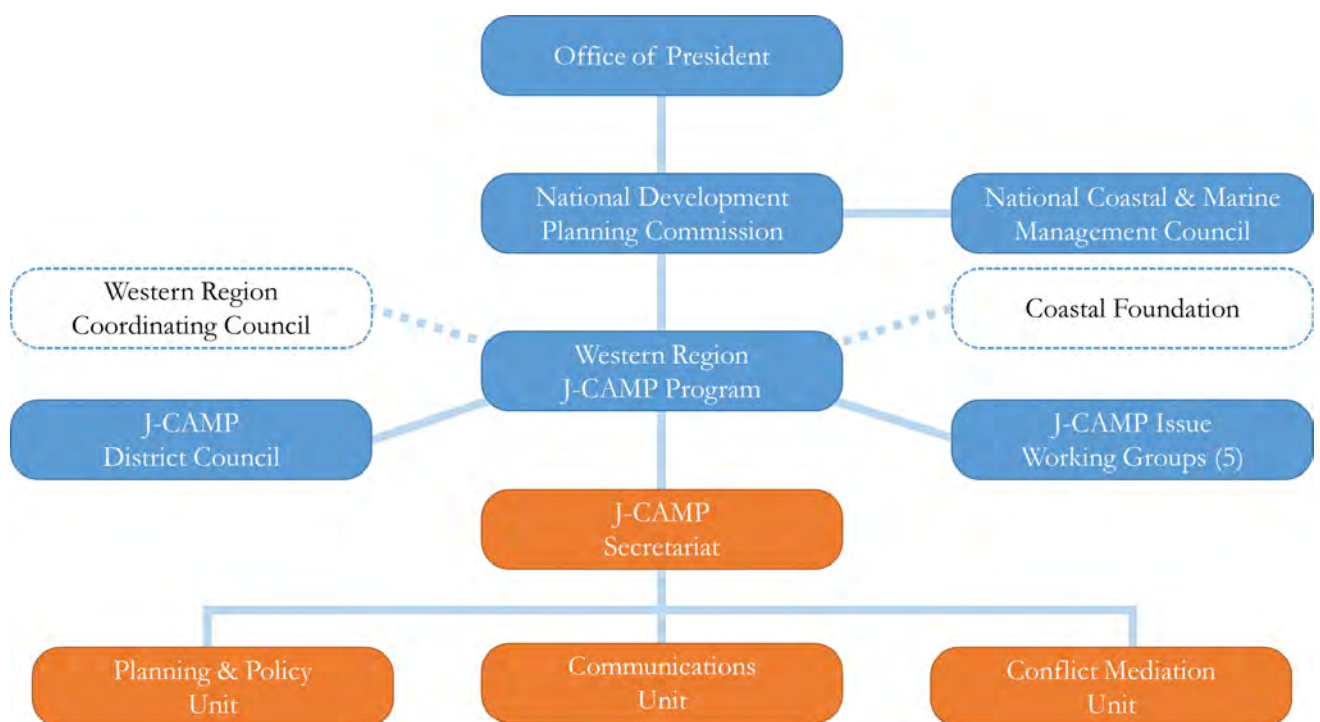 Office of President
National Development
Planning Commission
National Coastal & Marine
Management Council
Western Region
Coordinating Council
Coastal Foundation
Western Region
J-CAMP Program
J-CAMP
District Council
J-CAMP Issue
Working Groups (5)
J-CAMP
Secretariat
Planning & Policy
Unit
Communications
Unit
Conflict Mediation
Unit